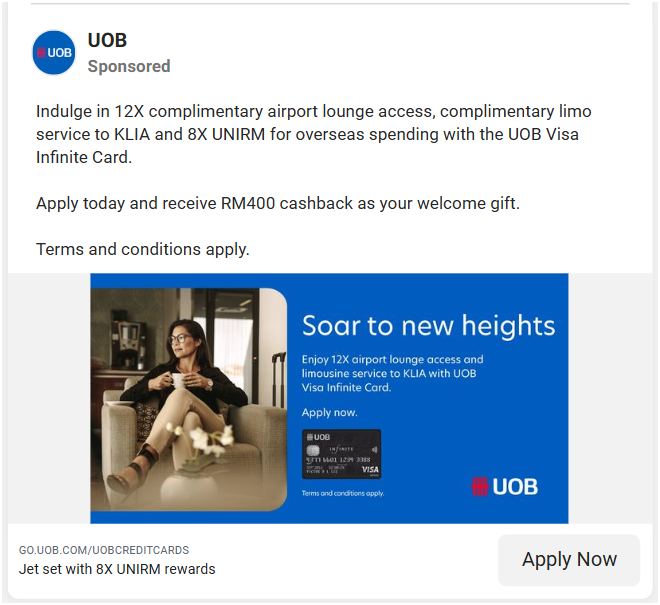 UOB
UOB
Sponsored
Indulge in 12X complimentary airport lounge access, complimentary limo
service to KLIA and 8X UNIRM for overseas spending with the UOB Visa
Infinite Card.
Apply today and receive RM400 cashback as your welcome gift.
Terms and conditions apply.
Soar to new heights
Enjoy 12X airport lounge access and
limousine service to KLIA with UOB
Visa Infinite Card.
Apply now.
UOB
INFINITE
VISA
Terms and conditions apply.
UOB
GO.UOB.COM/UOBCREDITCARDS
Jet set with 8X UNIRM rewards
Apply Now